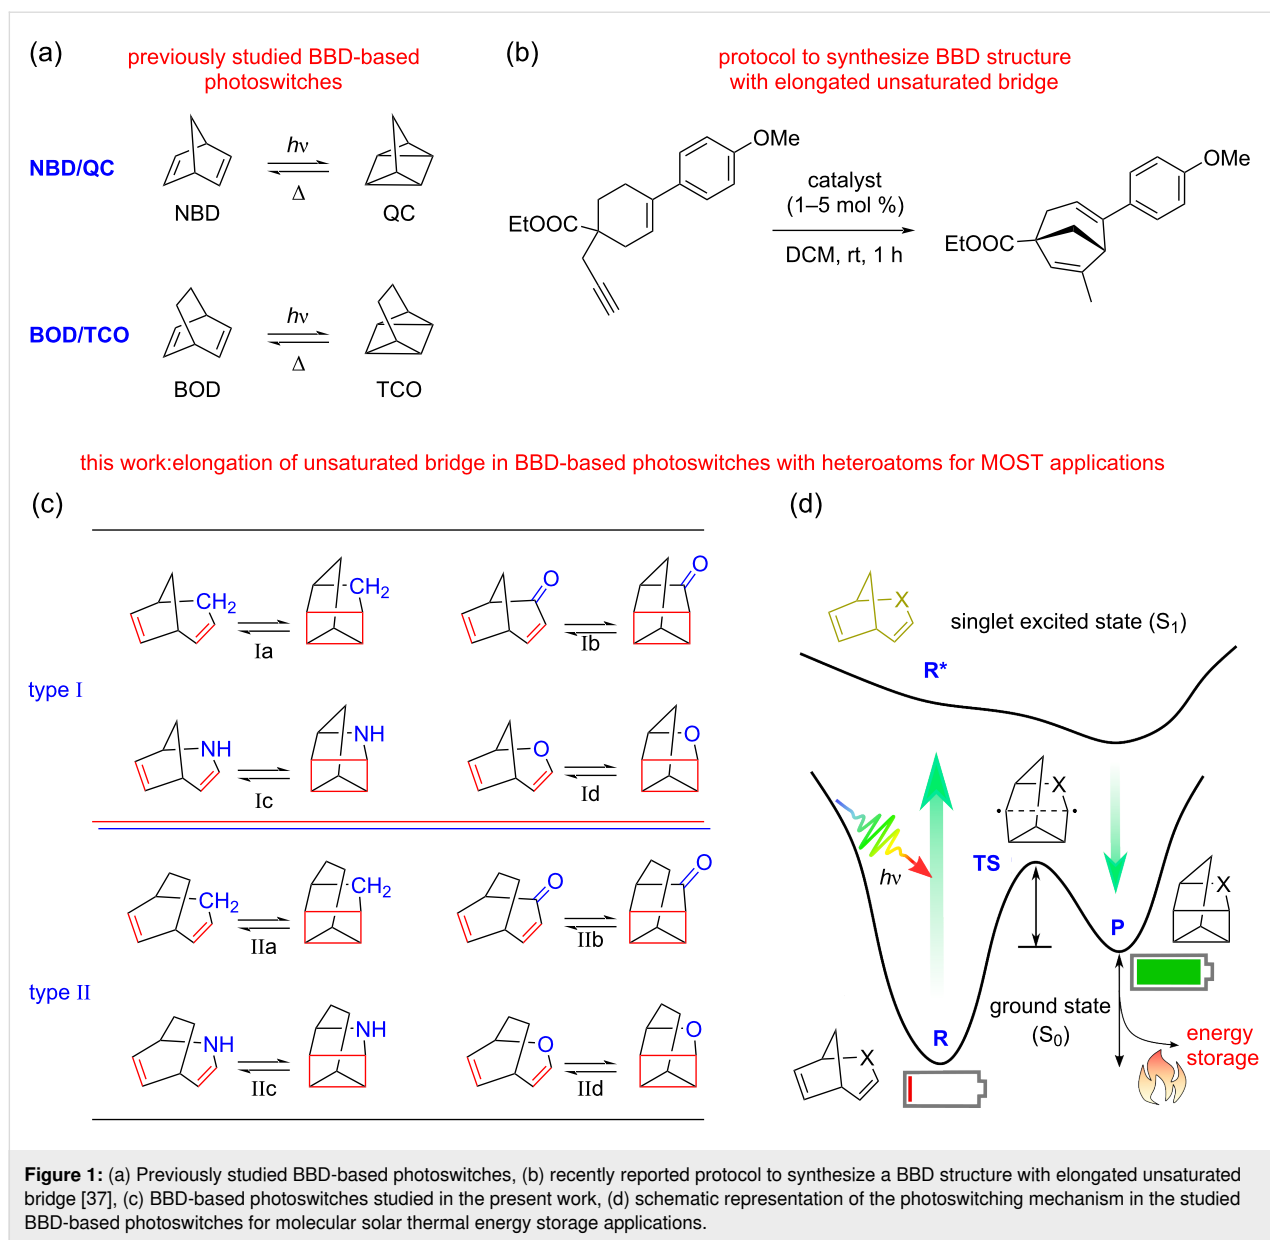 (a)
previously studied BBD-based
photoswitches
NBD/QC
hν
Δ
NBD
QC
BOD/TCO
hν
Δ
BOD
TCO
(b)
protocol to synthesize BBD structure
with elongated unsaturated bridge
OMe
EtOOC
catalyst
(1–5 mol %)
DCM, rt, 1 h
OMe
EtOOC
Me
this work:elongation of unsaturated bridge in BBD-based photoswitches with heteroatoms for MOST applications
(c)
CH2
CH2
Ia
O
O
Ib
type I
NH
NH
Ic
O
O
Id
CH2
CH2
IIa
O
O
IIb
type II
NH
NH
IIc
O
O
IId
(d)
X
singlet excited state (S1)
R*
X
hν
TS
X
P
R
ground state
(S0)
energy
storage
X
Figure 1: (a) Previously studied BBD-based photoswitches, (b) recently reported protocol to synthesize a BBD structure with elongated unsaturated
bridge [37], (c) BBD-based photoswitches studied in the present work, (d) schematic representation of the photoswitching mechanism in the studied
BBD-based photoswitches for molecular solar thermal energy storage applications.